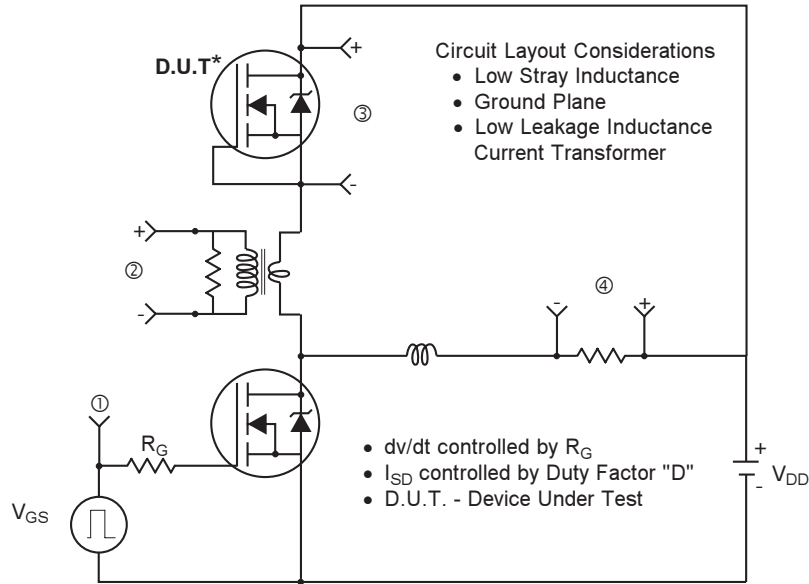 D.U.T*
+
③
-
Circuit Layout Considerations
• Low Stray Inductance
• Ground Plane
• Low Leakage Inductance
Current Transformer
+
②
-
④
-
+
①
R_G
V_GS
• dv/dt controlled by R_G
• I_SD controlled by Duty Factor "D"
• D.U.T. - Device Under Test
+
-
V_DD